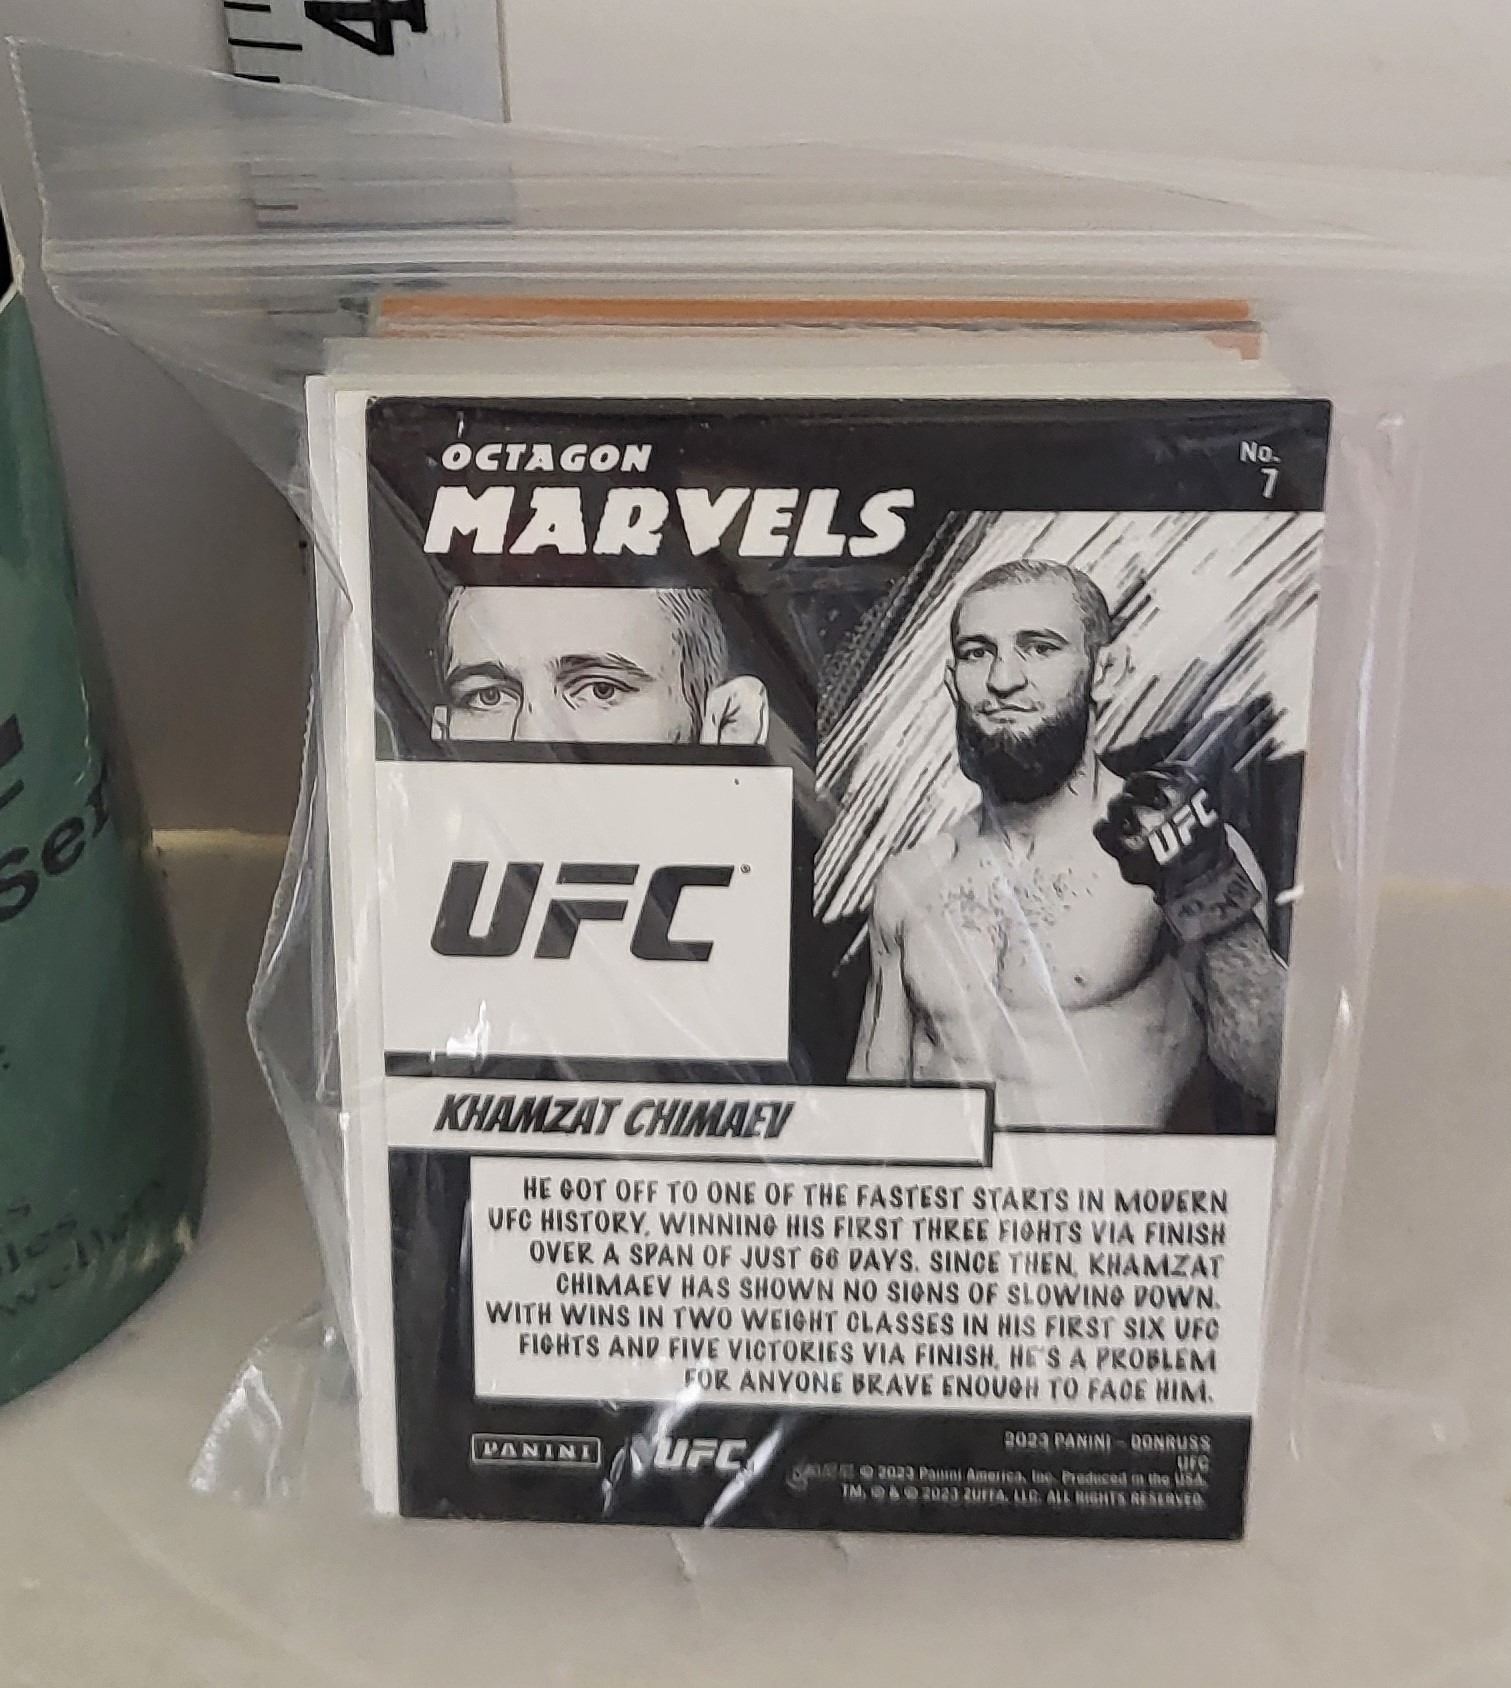 4
OCTAGON
MARVELS
No.
7
UFC
UFC
KHAMZAT CHIMAEV
HE GOT OFF TO ONE OF THE FASTEST STARTS IN MODERN
UFC HISTORY, WINNING HIS FIRST THREE FIGHTS VIA FINISH
OVER A SPAN OF JUST 66 DAYS. SINCE THEN, KHAMZAT
CHIMAEV HAS SHOWN NO SIGNS OF SLOWING DOWN.
WITH WINS IN TWO WEIGHT CLASSES IN HIS FIRST SIX UFC
FIGHTS AND FIVE VICTORIES VIA FINISH, HE'S A PROBLEM
FOR ANYONE BRAVE ENOUGH TO FACE HIM.
PANINI
UFC
2023 PANINI - DONRUSS
UFC
© 2023 Panini America, Inc. Produced in the USA.
TM, © & © 2023 ZUFFA, LLC. ALL RIGHTS RESERVED.